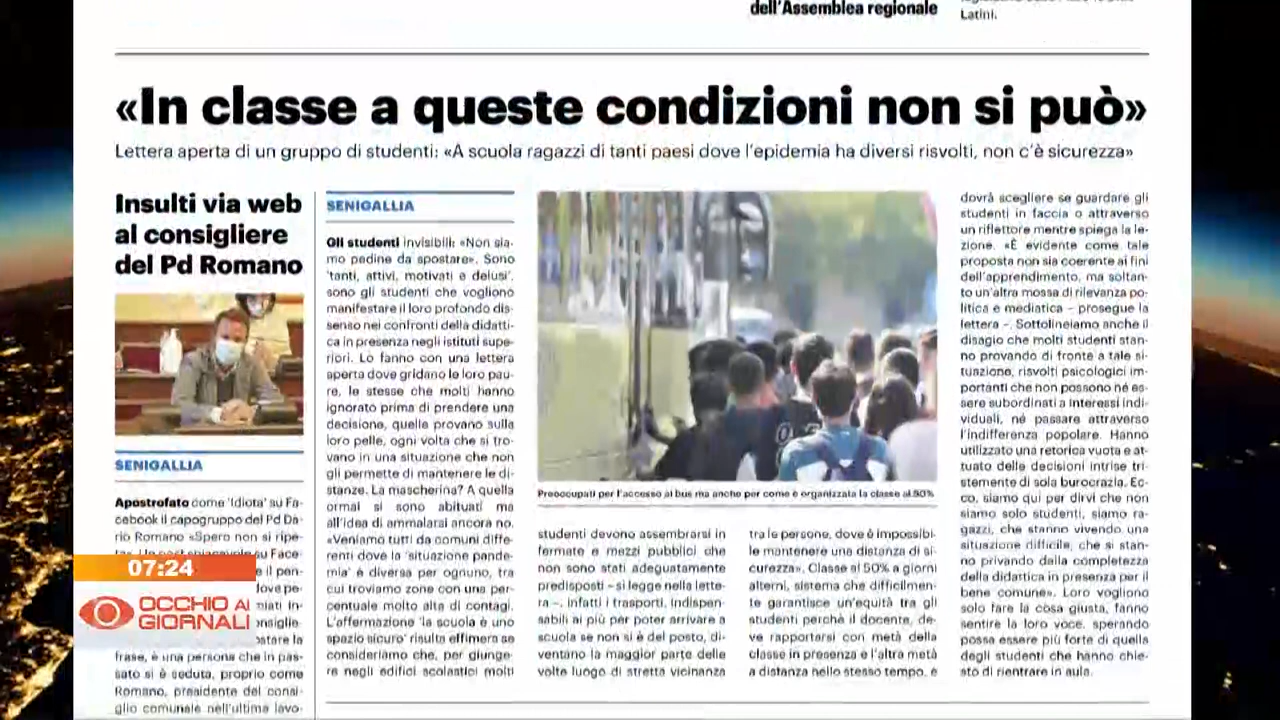 dell'Assemblea regionale
Latini.
«In classe a queste condizioni non si può»
Lettera aperta di un gruppo di studenti: «A scuola ragazzi di tanti paesi dove l'epidemia ha diversi risvolti, non c'è sicurezza»
Insulti via web
al consigliere
del Pd Romano
SENIGALLIA
Apostrofato come 'Idiota' su Fa-
cebook il capogruppo del Pd Da-
rio Romano «Spero non si ripe-
su Face-
e il pen-
dove pe-
miati in-
nsiglie-
ostare la
frase, è una persona che in pas-
sato si è seduta, proprio come
Romano, presidente del consi-
glio comunale nell'ultima lavo-
SENIGALLIA
Gli studenti invisibili: «Non sia-
mo pedine da spostare». Sono
'tanti, attivi, motivati e delusi',
sono gli studenti che vogliono
manifestare il loro profondo dis-
senso nei confronti della didatti-
ca in presenza negli istituti supe-
riori. Lo fanno con una lettera
aperta dove gridano le loro pau-
re, le stesse che molti hanno
ignorato prima di prendere una
decisione, quelle provano sulla
loro pelle, ogni volta che si tro-
vano in una situazione che non
gli permette di mantenere le di-
stanze. La mascherina? A quella
ormai si sono abituati ma
all'idea di ammalarsi ancora no.
«Veniamo tutti da comuni diffe-
renti dove la 'situazione pande-
mia' è diversa per ognuno, tra
cui troviamo zone con una per-
centuale molto alta di contagi.
L'affermazione 'la scuola è uno
spazio sicuro' risulta effimera se
consideriamo che, per giunge-
re negli edifici scolastici molti
Preoccupati per l'accesso ai bus ma anche per come è organizzata la classe al 50%
studenti devono assembrarsi in
fermate e mezzi pubblici che
non sono stati adeguatamente
predisposti – si legge nella lette-
ra –. Infatti i trasporti, indispen-
sabili ai più per poter arrivare a
scuola se non si è del posto, di-
ventano la maggior parte delle
volte luogo di stretta vicinanza
tra le persone, dove è impossibi-
le mantenere una distanza di si-
curezza». Classe al 50% a giorni
alterni, sistema che difficilmen-
te garantisce un'equità tra gli
studenti perchè il docente, de-
ve rapportarsi con metà della
classe in presenza e l'altra metà
a distanza nello stesso tempo, e
dovrà scegliere se guardare gli
studenti in faccia o attraverso
un riflettore mentre spiega la le-
zione. «È evidente come tale
proposta non sia coerente ai fini
dell'apprendimento, ma soltan-
to un'altra mossa di rilevanza po-
litica e mediatica – prosegue la
lettera –. Sottolineiamo anche il
disagio che molti studenti stan-
no provando di fronte a tale si-
tuazione, risvolti psicologici im-
portanti che non possono né es-
sere subordinati a interessi indi-
viduali, né passare attraverso
l'indifferenza popolare. Hanno
utilizzato una retorica vuota e at-
tuato delle decisioni intrise tri-
stemente di sola burocrazia. Ec-
co, siamo qui per dirvi che non
siamo solo studenti, siamo ra-
gazzi, che stanno vivendo una
situazione difficile, che si stan-
no privando della completezza
della didattica in presenza per il
bene comune». Loro vogliono
solo fare la cosa giusta, fanno
sentire la loro voce, sperando
possa essere più forte di quella
degli studenti che hanno chie-
sto di rientrare in aula.
07:24
OCCHIO AI
GIORNALI